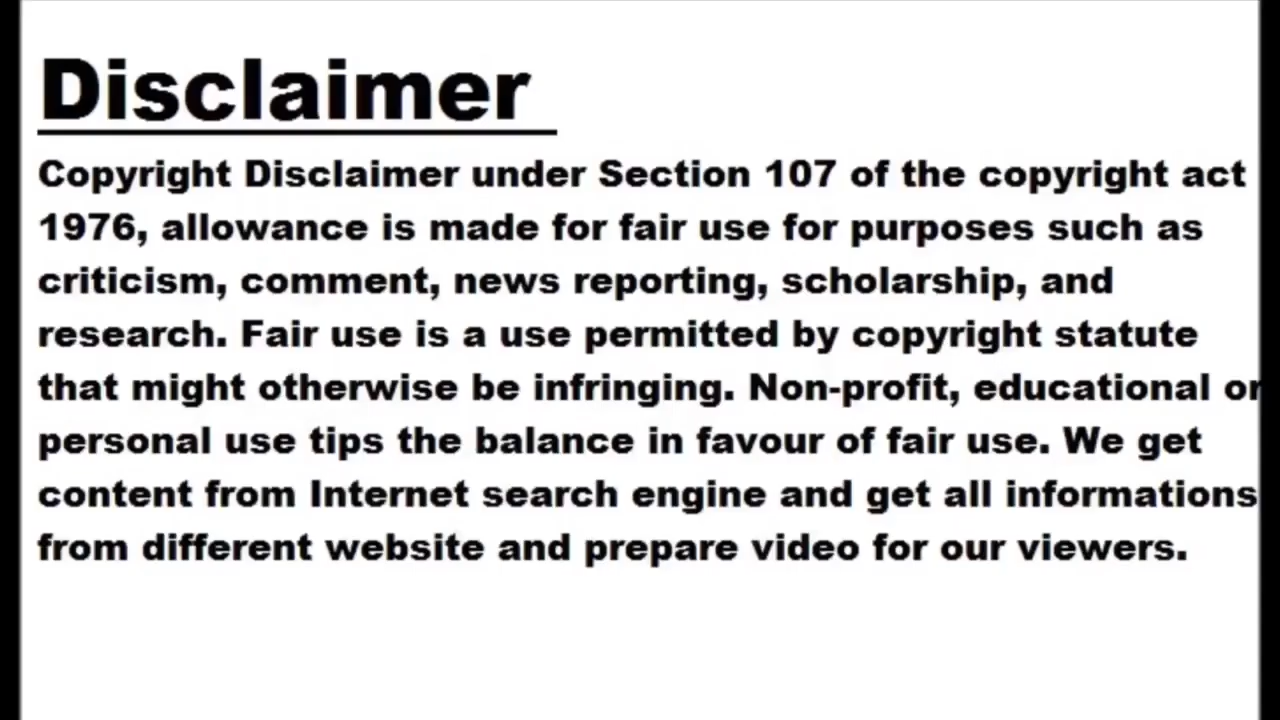 Disclaimer
Copyright Disclaimer under Section 107 of the copyright act
1976, allowance is made for fair use for purposes such as
criticism, comment, news reporting, scholarship, and
research. Fair use is a use permitted by copyright statute
that might otherwise be infringing. Non-profit, educational or
personal use tips the balance in favour of fair use. We get
content from Internet search engine and get all informations
from different website and prepare video for our viewers.